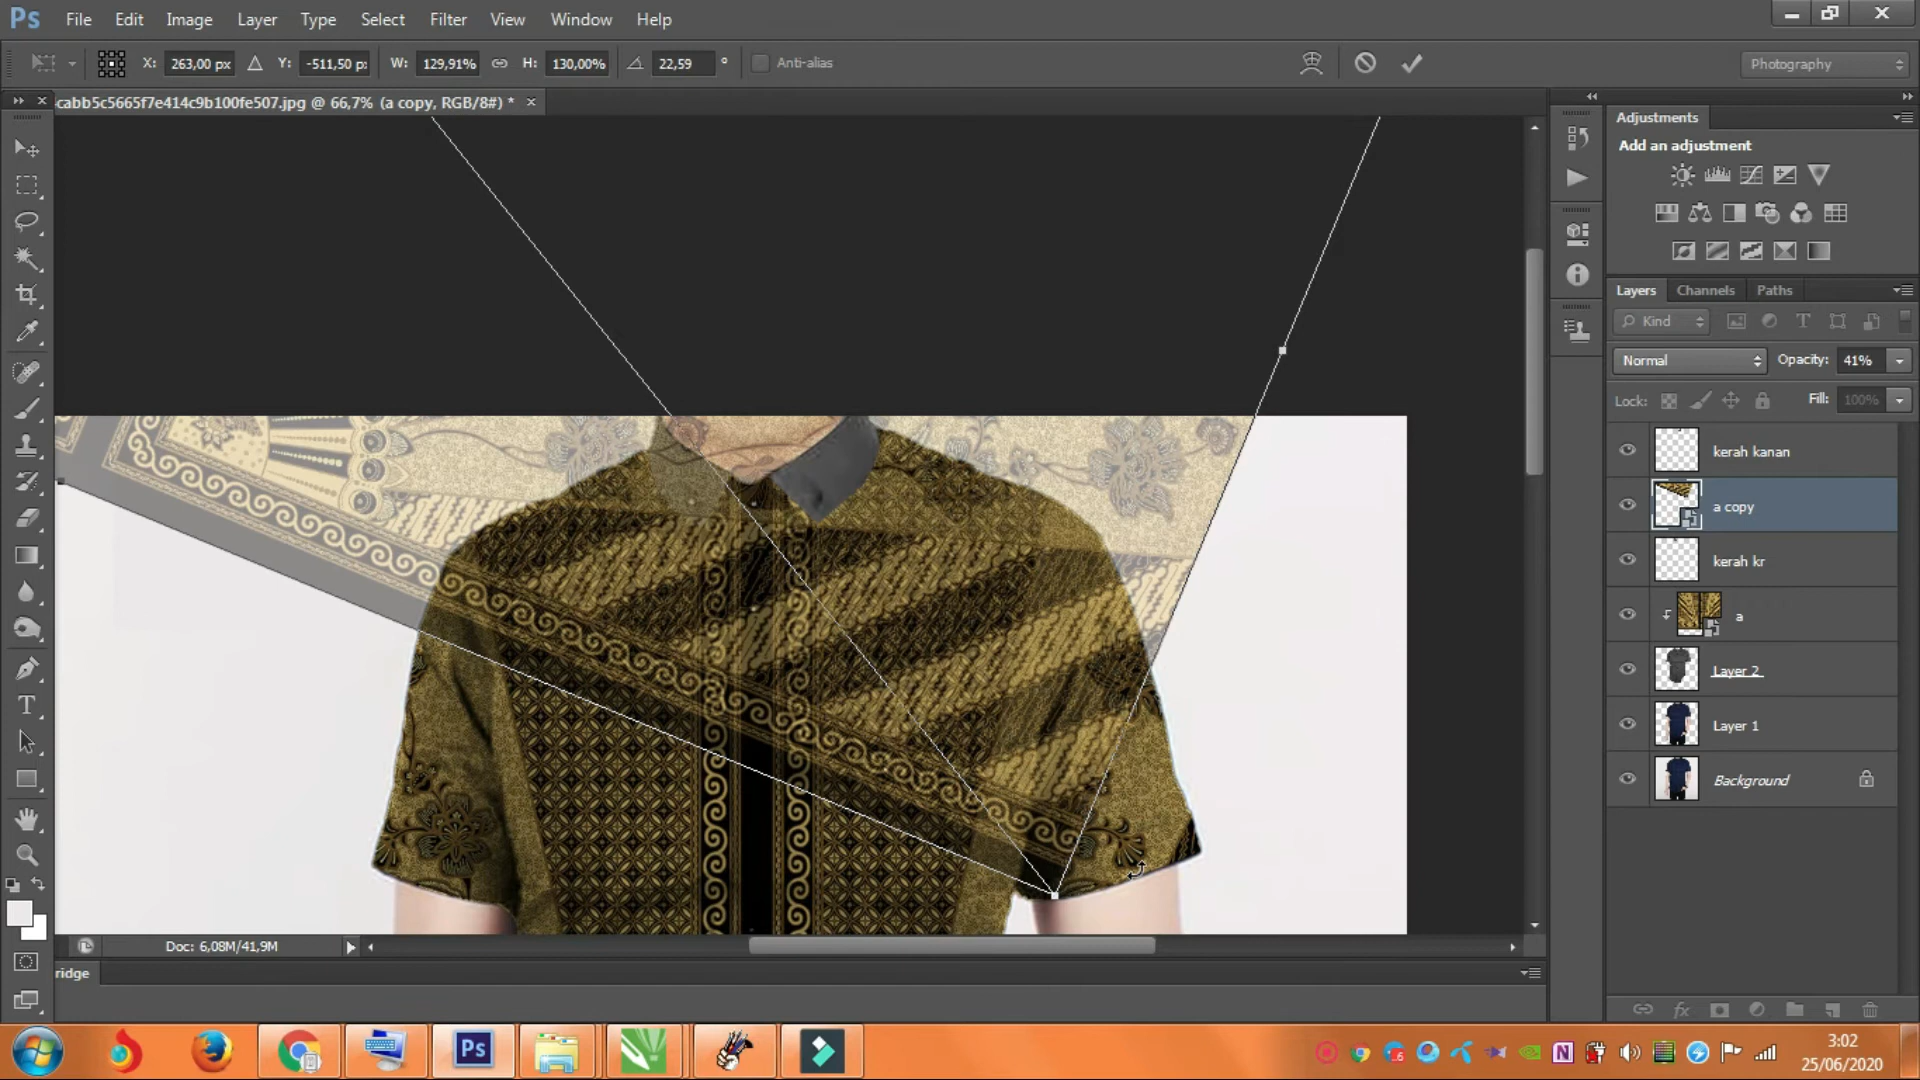 Ps File Edit Image Layer Type Select Filter View Window Help
X: 263,00 px Y: -511,50 p: W: 129,91% H: 130,00% 22,59 ° Anti-alias Photography
cabb5c5665f7e414c9b100fe507.jpg @ 66,7% (a copy, RGB/8#) * ×
Adjustments
Add an adjustment
Layers Channels Paths
Kind
Normal Opacity: 41%
Lock: Fill: 100%
kerah kanan
a copy
kerah kr
a
Layer 2
Layer 1
Background
Doc: 6,08M/41,9M
ridge
Ps
3:02
25/06/2020